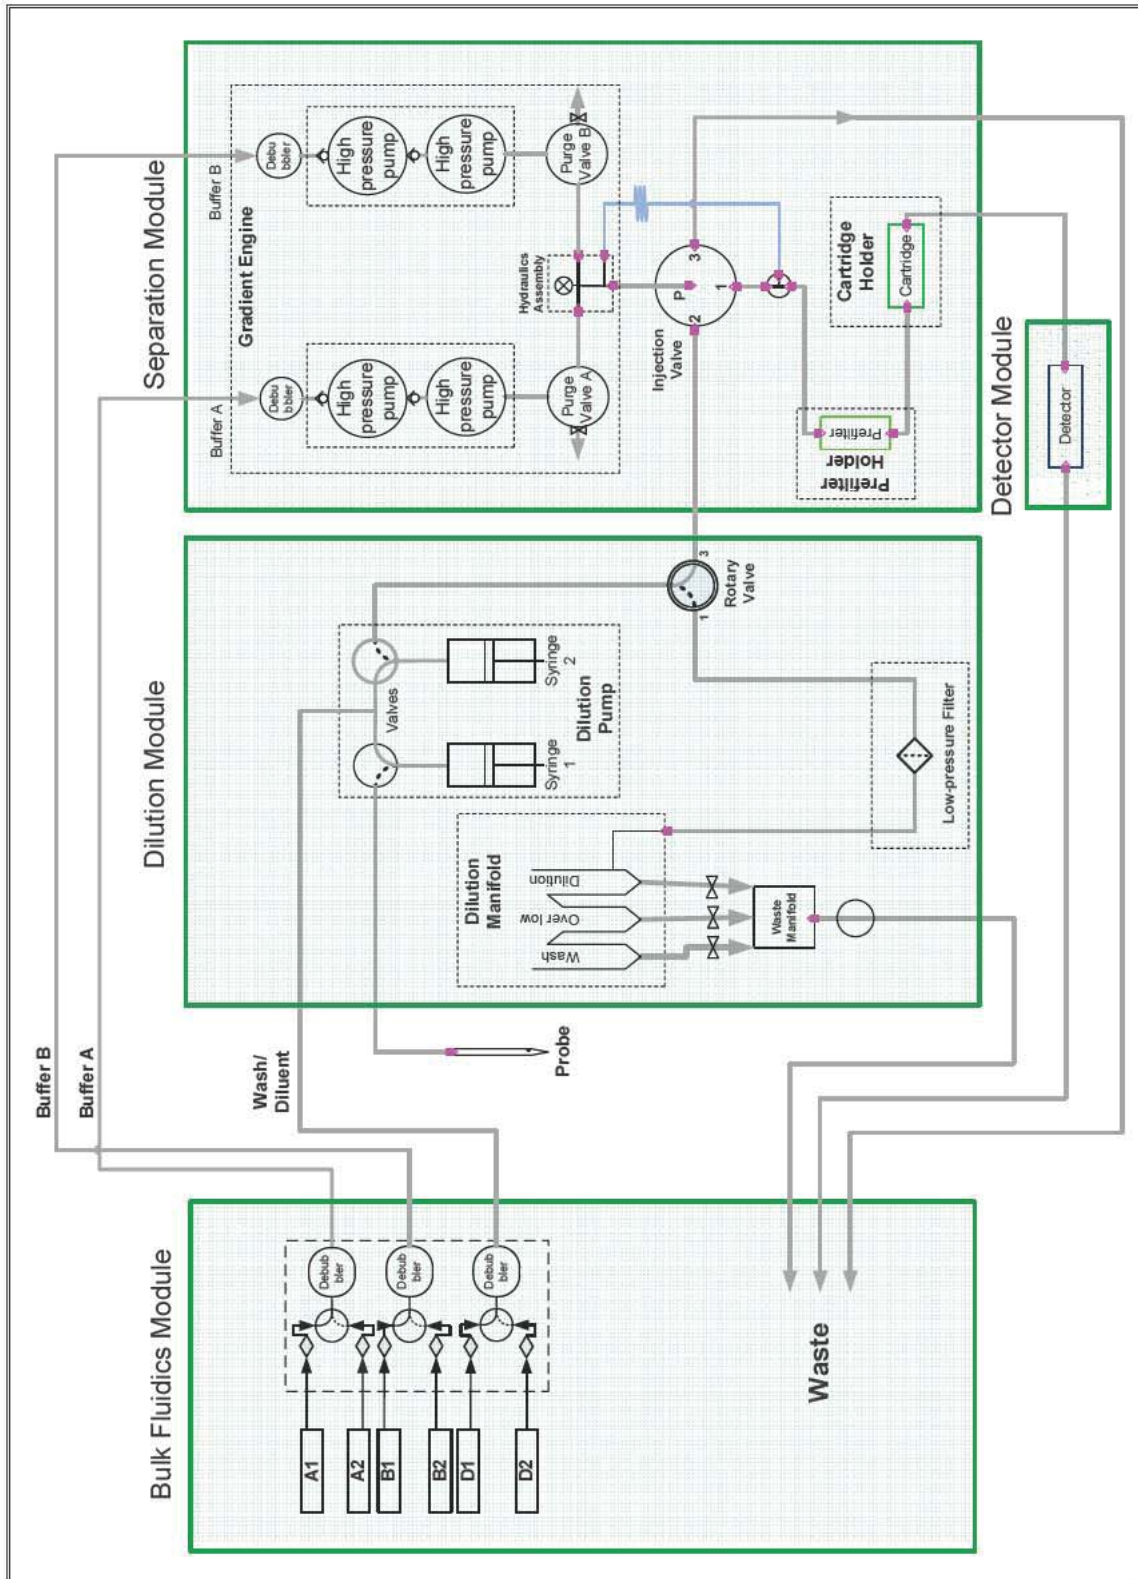 Separation Module
Buffer B
Buffer A
Gradient Engine
Debu
bbler
High
pressure
pump
High
pressure
pump
Purge
Valve B
Debu
bbler
High
pressure
pump
High
pressure
pump
Purge
Valve A
Hydraulics
Assembly
Injection
Valve
P
1
2
3
Cartridge
Holder
Cartridge
Prefilter
Holder
Prefilter
Detector Module
Detector
Dilution Module
Valves
Syringe
2
Syringe
1
Dilution
Pump
Rotary
Valve
3
1
Low-pressure Filter
Dilution
Manifold
Dilution
Over low
Wash
Waste
Manifold
Buffer B
Buffer A
Wash/
Diluent
Probe
Bulk Fluidics Module
Debub
bler
Debub
bler
Debub
bler
A1
A2
B1
B2
D1
D2
Waste